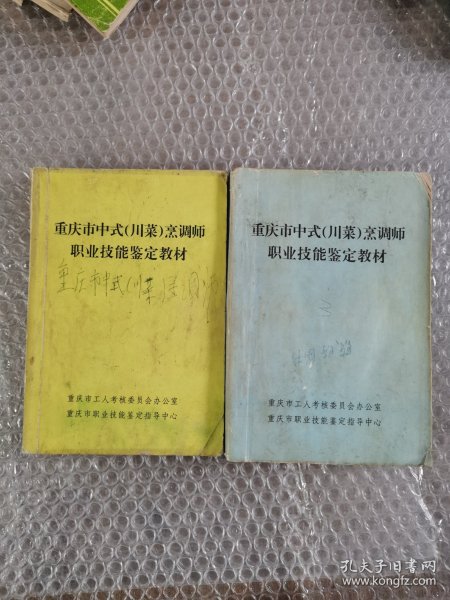 重庆市中式(川菜)烹调师
职业技能鉴定教材
重庆市中式(川菜
重庆市工人考核委员会办公室
重庆市职业技能鉴定指导中心
重庆市中式(川菜)烹调师
职业技能鉴定教材
重庆市工人考核委员会办公室
重庆市职业技能鉴定指导中心
孔夫子旧书网
www.kongfz.com